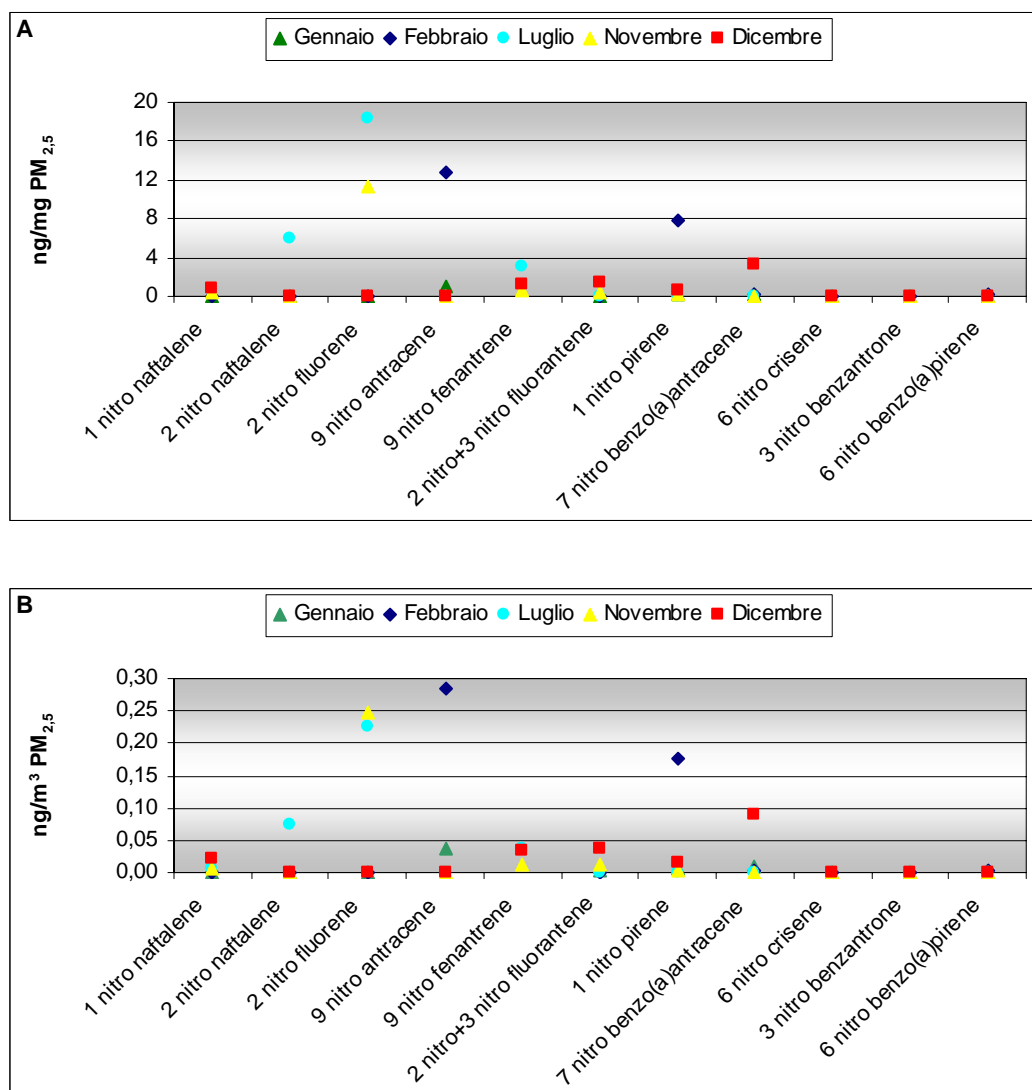 A
Gennaio Febbraio Luglio Novembre Dicembre
ng/mg PM2,5
20
16
12
8
4
0
1 nitro naftalene
2 nitro naftalene
2 nitro fluorene
9 nitro antracene
9 nitro fenantrene
2 nitro+3 nitro fluorantene
1 nitro pirene
7 nitro benzo(a)antracene
6 nitro crisene
3 nitro benzantrone
6 nitro benzo(a)pirene
B
Gennaio Febbraio Luglio Novembre Dicembre
ng/m³ PM2,5
0,30
0,25
0,20
0,15
0,10
0,05
0,00
1 nitro naftalene
2 nitro naftalene
2 nitro fluorene
9 nitro antracene
9 nitro fenantrene
2 nitro+3 nitro fluorantene
1 nitro pirene
7 nitro benzo(a)antracene
6 nitro crisene
3 nitro benzantrone
6 nitro benzo(a)pirene